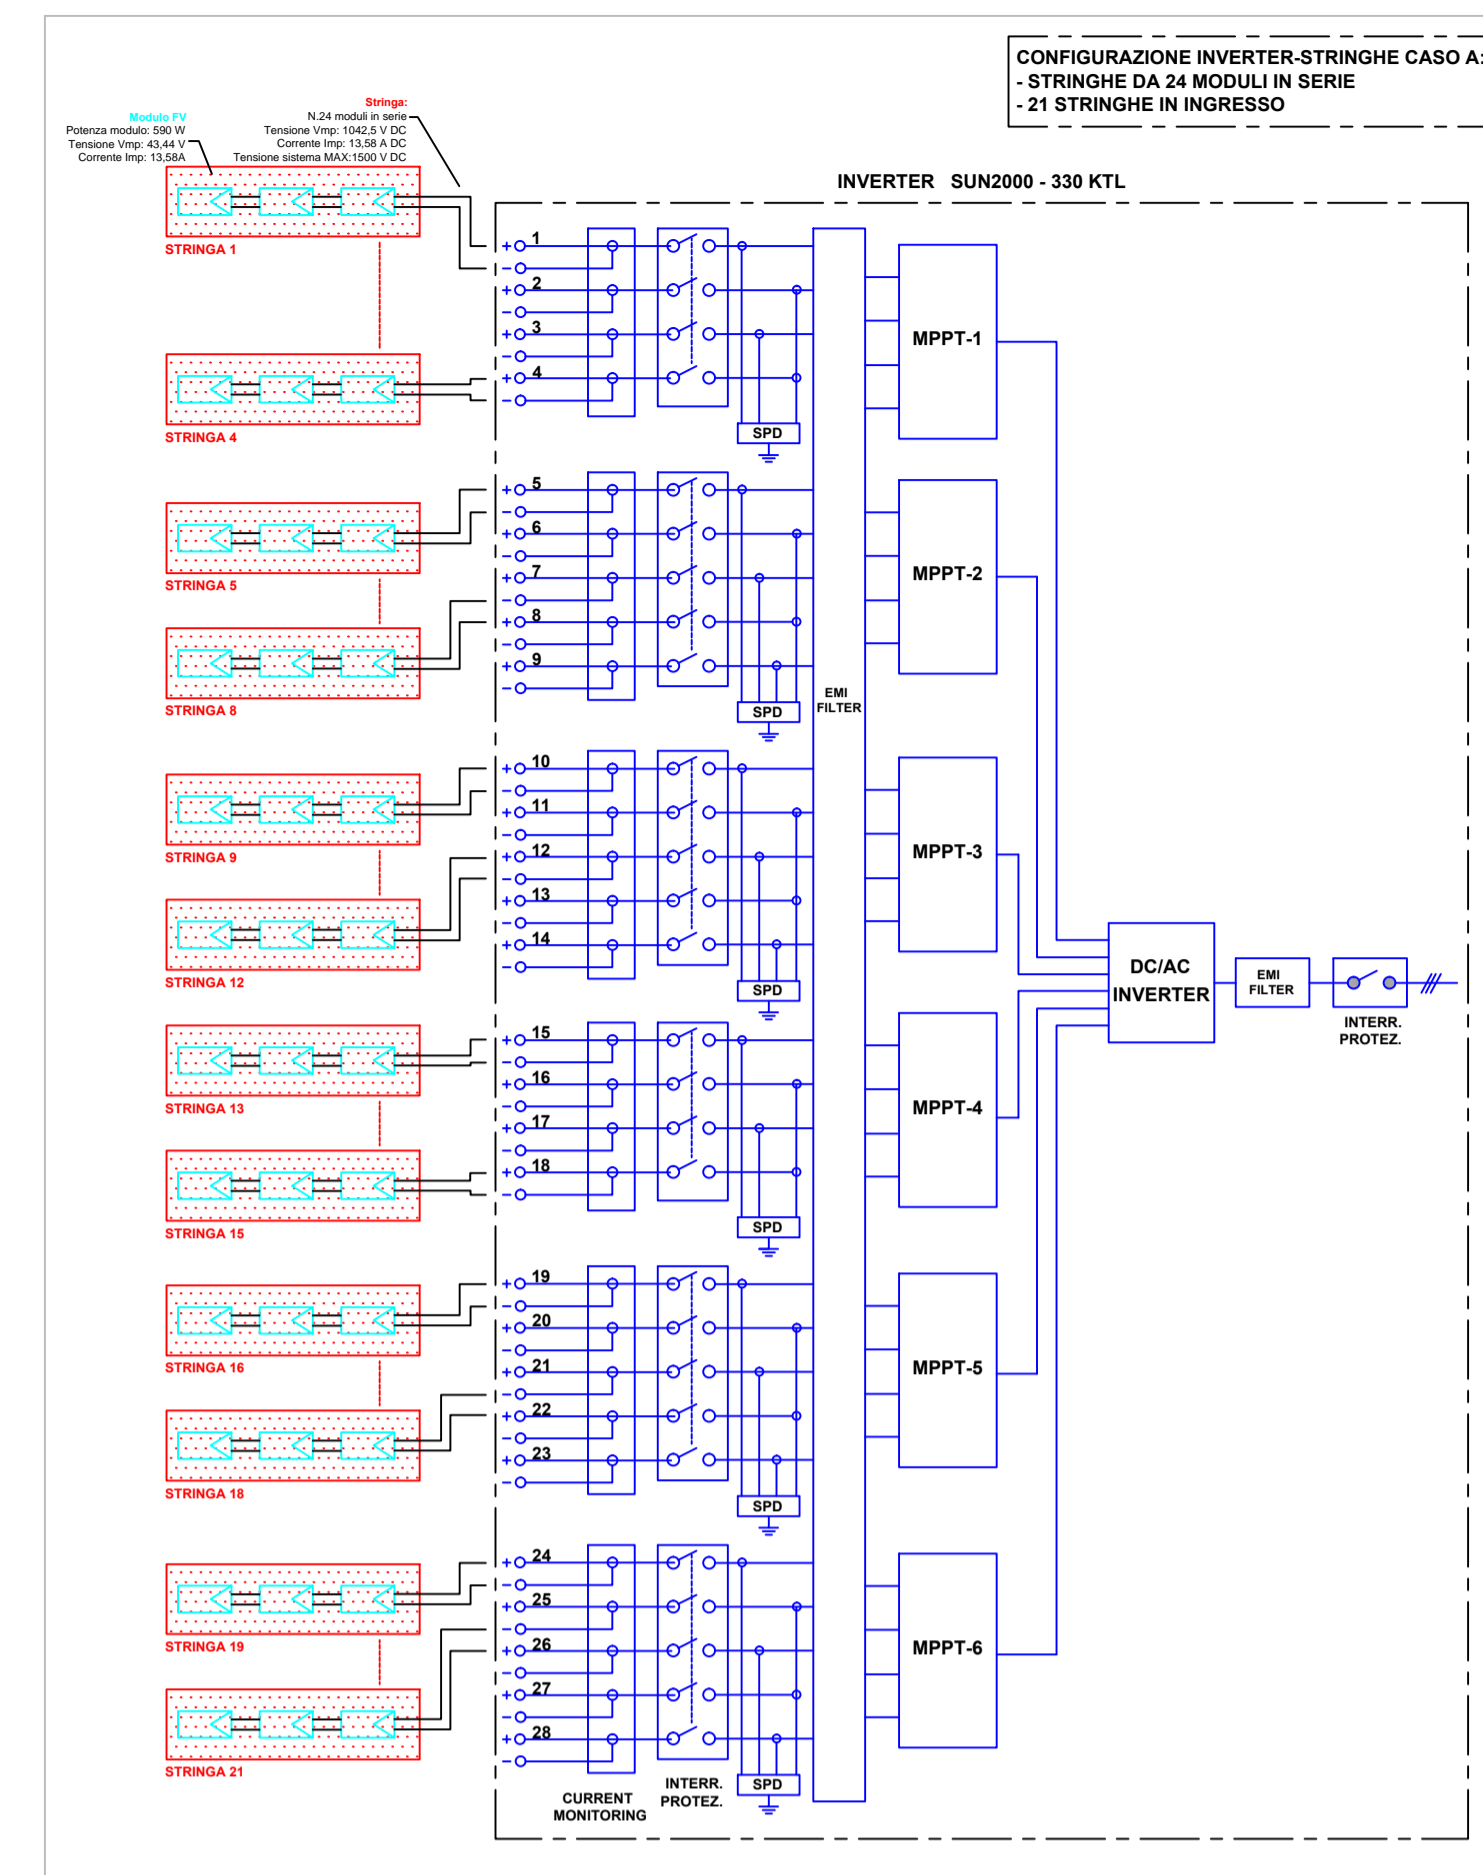 CONFIGURAZIONE INVERTER-STRINGHE CASO A:
- STRINGHE DA 24 MODULI IN SERIE
- 21 STRINGHE IN INGRESSO
Modulo FV
Potenza modulo: 590 W
Tensione Vmp: 43,44 V
Corrente Imp: 13,58A
Stringa:
N.24 moduli in serie
Tensione Vmp: 1042,5 V DC
Corrente Imp: 13,58 A DC
Tensione sistema MAX:1500 V DC
INVERTER SUN2000 - 330 KTL
STRINGA 1
STRINGA 4
STRINGA 5
STRINGA 8
STRINGA 9
STRINGA 12
STRINGA 13
STRINGA 15
STRINGA 16
STRINGA 18
STRINGA 19
STRINGA 21
+ 1
-
+ 2
-
+ 3
-
+ 4
-
SPD
+ 5
-
+ 6
-
+ 7
-
+ 8
-
+ 9
-
SPD
+ 10
-
+ 11
-
+ 12
-
+ 13
-
+ 14
-
SPD
+ 15
-
+ 16
-
+ 17
-
+ 18
-
SPD
+ 19
-
+ 20
-
+ 21
-
+ 22
-
+ 23
-
SPD
+ 24
-
+ 25
-
+ 26
-
+ 27
-
+ 28
-
SPD
CURRENT
MONITORING
INTERR.
PROTEZ.
EMI
FILTER
MPPT-1
MPPT-2
MPPT-3
MPPT-4
MPPT-5
MPPT-6
DC/AC
INVERTER
EMI
FILTER
INTERR.
PROTEZ.